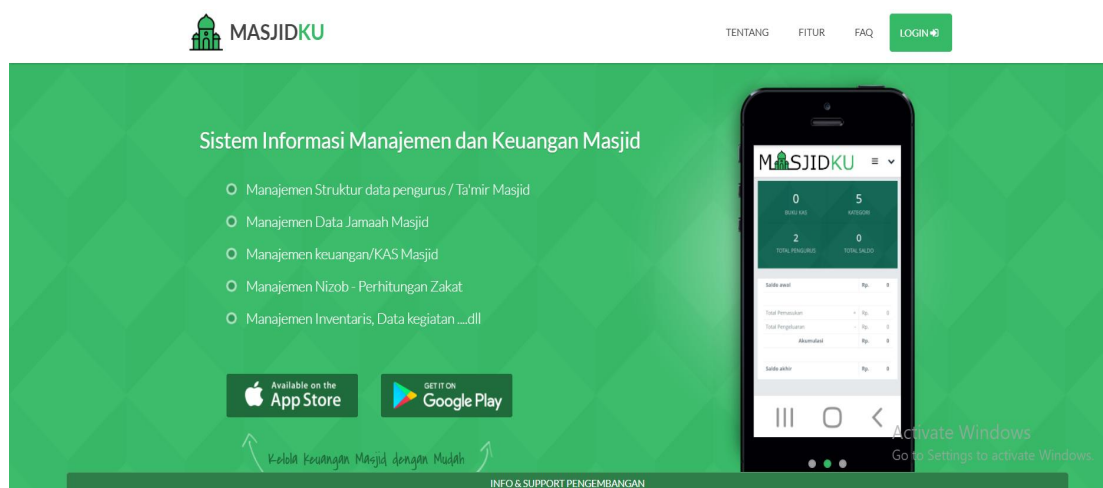 MASJIDKU
TENTANG FITUR FAQ LOGIN
Sistem Informasi Manajemen dan Keuangan Masjid
Manajemen Struktur data pengurus / Ta'mir Masjid
Manajemen Data Jamaah Masjid
Manajemen keuangan/KAS Masjid
Manajemen Nizob - Perhitungan Zakat
Manajemen Inventaris, Data kegiatan ....dll
Available on the
App Store
GET IT ON
Google Play
Kelola Keuangan Masjid dengan Mudah
MASJIDKU
0 5
BUKU KAS KATEGORI
2 0
TOTAL PENGURUS TOTAL SALDO
Saldo awal Rp. 0
Total Pemasukan + Rp. 0
Total Pengeluaran - Rp. 0
Akumulasi Rp. 0
Saldo akhir Rp. 0
Activate Windows
Go to Settings to activate Windows.
INFO & SUPPORT PENGEMBANGAN